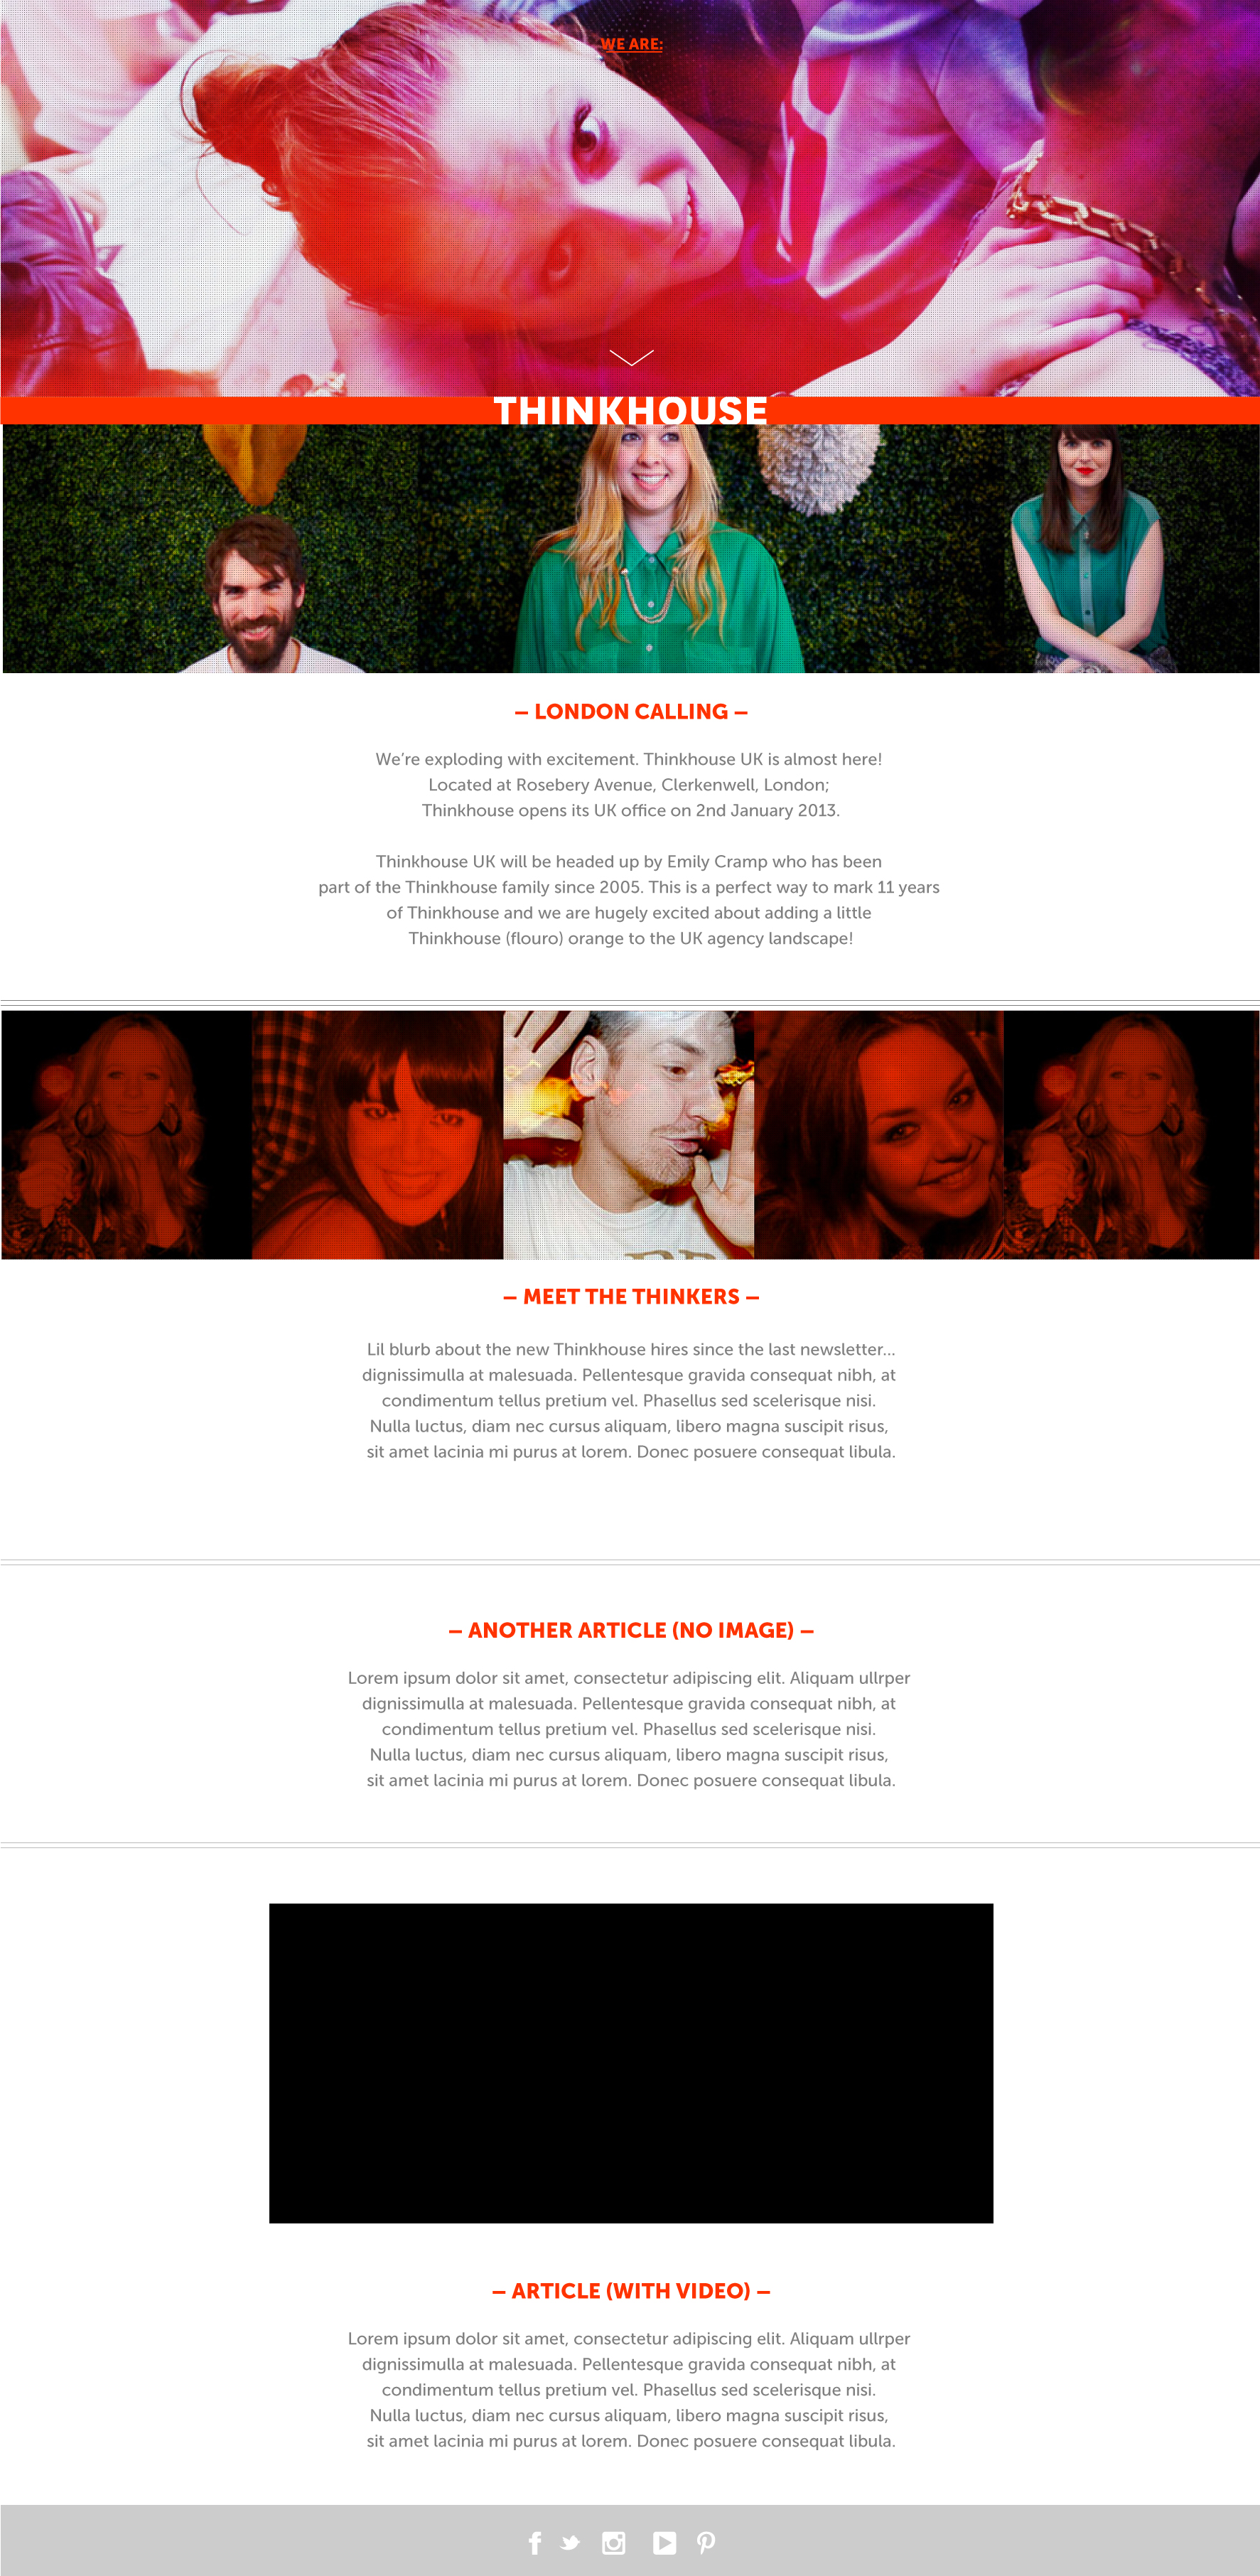 WE ARE:
THINKHOUSE
– LONDON CALLING –
We’re exploding with excitement. Thinkhouse UK is almost here!
Located at Rosebery Avenue, Clerkenwell, London;
Thinkhouse opens its UK office on 2nd January 2013.
Thinkhouse UK will be headed up by Emily Cramp who has been
part of the Thinkhouse family since 2005. This is a perfect way to mark 11 years
of Thinkhouse and we are hugely excited about adding a little
Thinkhouse (flouro) orange to the UK agency landscape!
– MEET THE THINKERS –
Lil blurb about the new Thinkhouse hires since the last newsletter...
dignissimulla at malesuada. Pellentesque gravida consequat nibh, at
condimentum tellus pretium vel. Phasellus sed scelerisque nisi.
Nulla luctus, diam nec cursus aliquam, libero magna suscipit risus,
sit amet lacinia mi purus at lorem. Donec posuere consequat libula.
– ANOTHER ARTICLE (NO IMAGE) –
Lorem ipsum dolor sit amet, consectetur adipiscing elit. Aliquam ullrper
dignissimulla at malesuada. Pellentesque gravida consequat nibh, at
condimentum tellus pretium vel. Phasellus sed scelerisque nisi.
Nulla luctus, diam nec cursus aliquam, libero magna suscipit risus,
sit amet lacinia mi purus at lorem. Donec posuere consequat libula.
– ARTICLE (WITH VIDEO) –
Lorem ipsum dolor sit amet, consectetur adipiscing elit. Aliquam ullrper
dignissimulla at malesuada. Pellentesque gravida consequat nibh, at
condimentum tellus pretium vel. Phasellus sed scelerisque nisi.
Nulla luctus, diam nec cursus aliquam, libero magna suscipit risus,
sit amet lacinia mi purus at lorem. Donec posuere consequat libula.